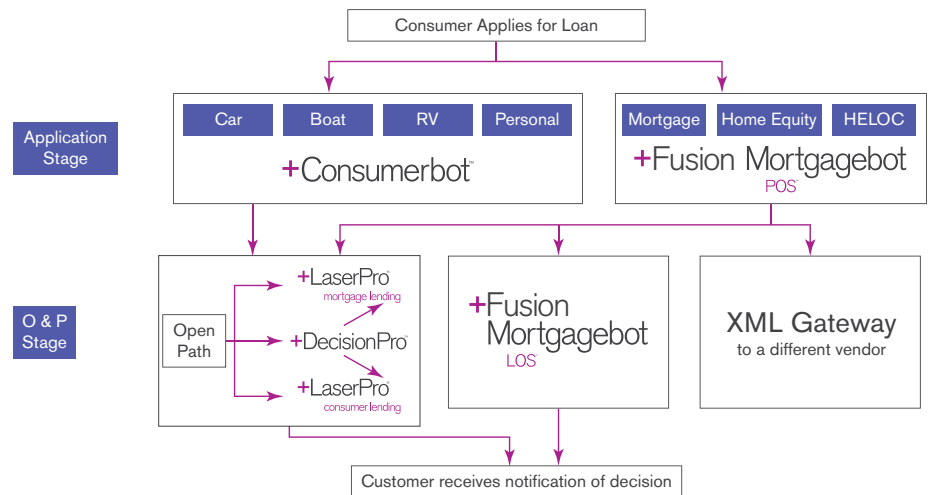 Consumer Applies for Loan
Application
Stage
Car
Boat
RV
Personal
+Consumerbot™
Mortgage
Home Equity
HELOC
+Fusion Mortgagebot
POS™
O & P
Stage
Open
Path
+LaserPro®
mortgage lending
+DecisionPro®
+LaserPro®
consumer lending
+Fusion
Mortgagebot
LOS™
XML Gateway
to a different vendor
Customer receives notification of decision